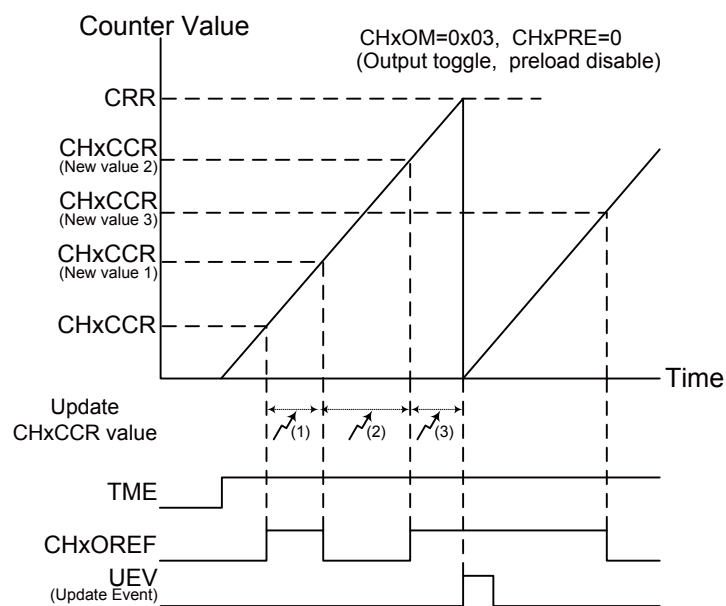 Counter Value
CHxOM=0x03, CHxPRE=0
(Output toggle, preload disable)
CRR
CHxCCR
(New value 2)
CHxCCR
(New value 3)
CHxCCR
(New value 1)
CHxCCR
Time
Update
CHxCCR value
(1)
(2)
(3)
TME
CHxOREF
UEV
(Update Event)